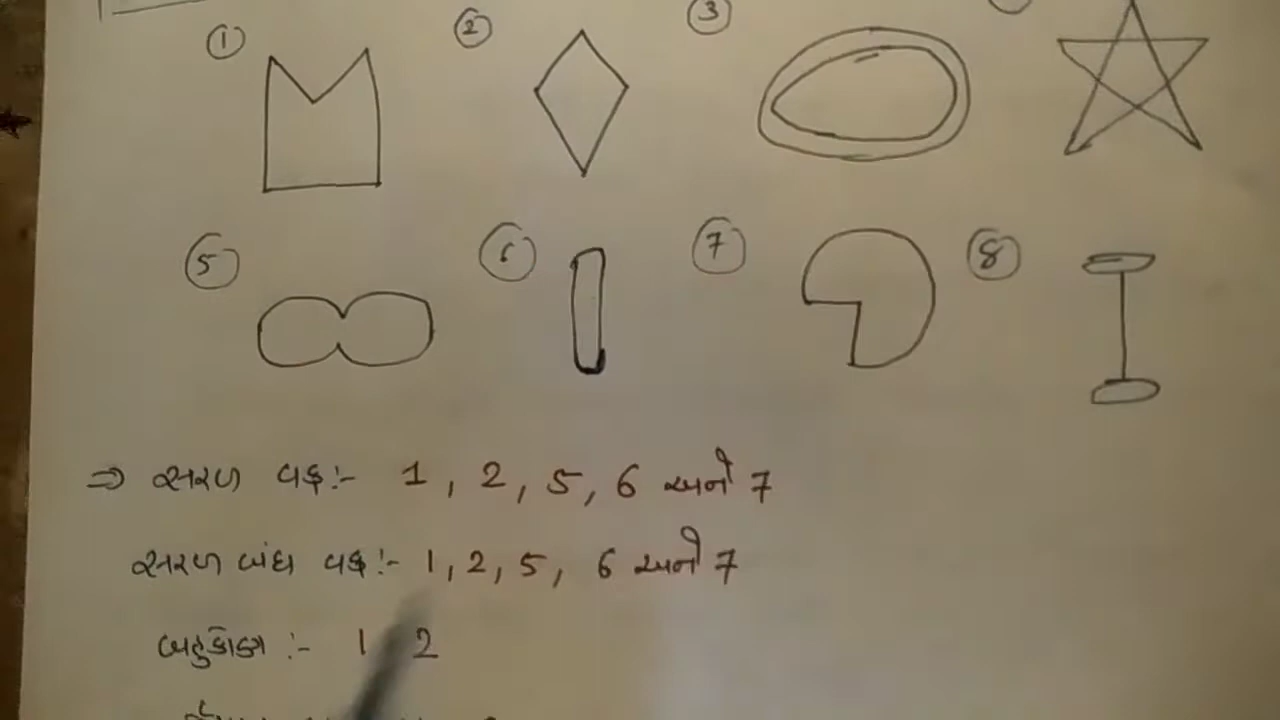 1 2 3
5 6 7 8
⇒ સરળ વક્ર :- 1, 2, 5, 6 અને 7
સરળ બંધ વક્ર :- 1, 2, 5, 6 અને 7
બહુકોણ :- 1 2